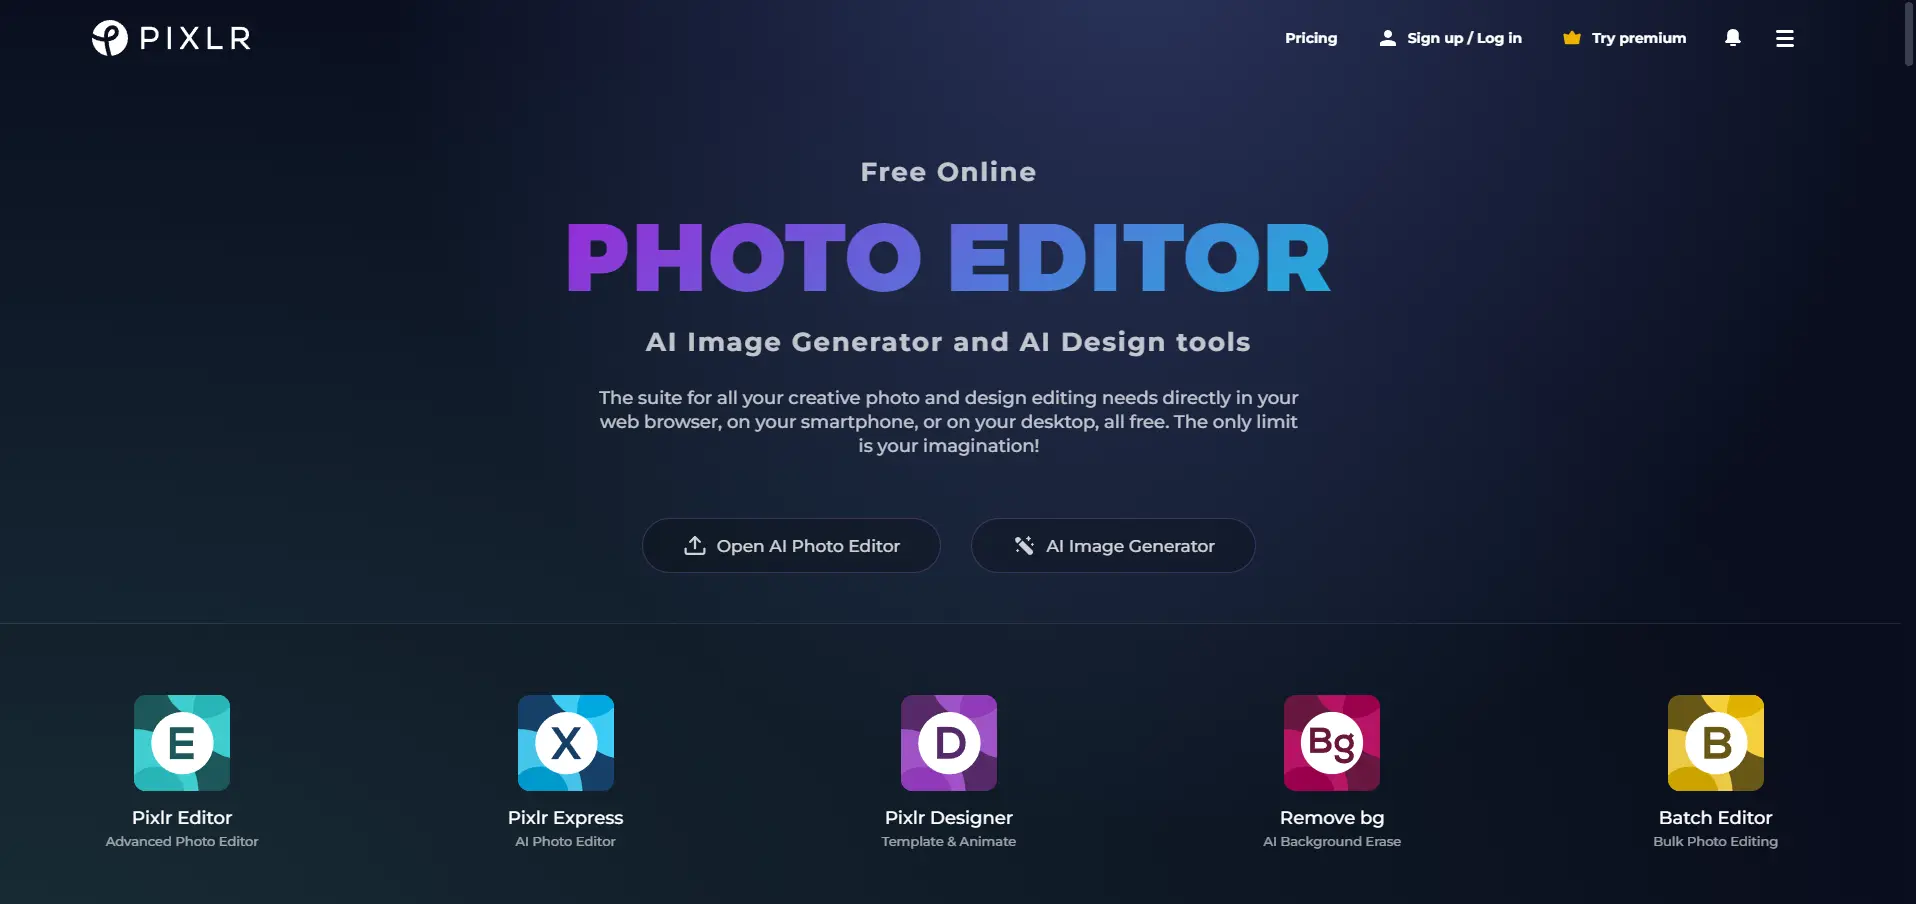 PIXLR
Pricing
Sign up / Log in
Try premium
Free Online
PHOTO EDITOR
AI Image Generator and AI Design tools
The suite for all your creative photo and design editing needs directly in your
web browser, on your smartphone, or on your desktop, all free. The only limit
is your imagination!
Open AI Photo Editor
AI Image Generator
E
Pixlr Editor
Advanced Photo Editor
X
Pixlr Express
AI Photo Editor
D
Pixlr Designer
Template & Animate
Bg
Remove bg
AI Background Erase
B
Batch Editor
Bulk Photo Editing